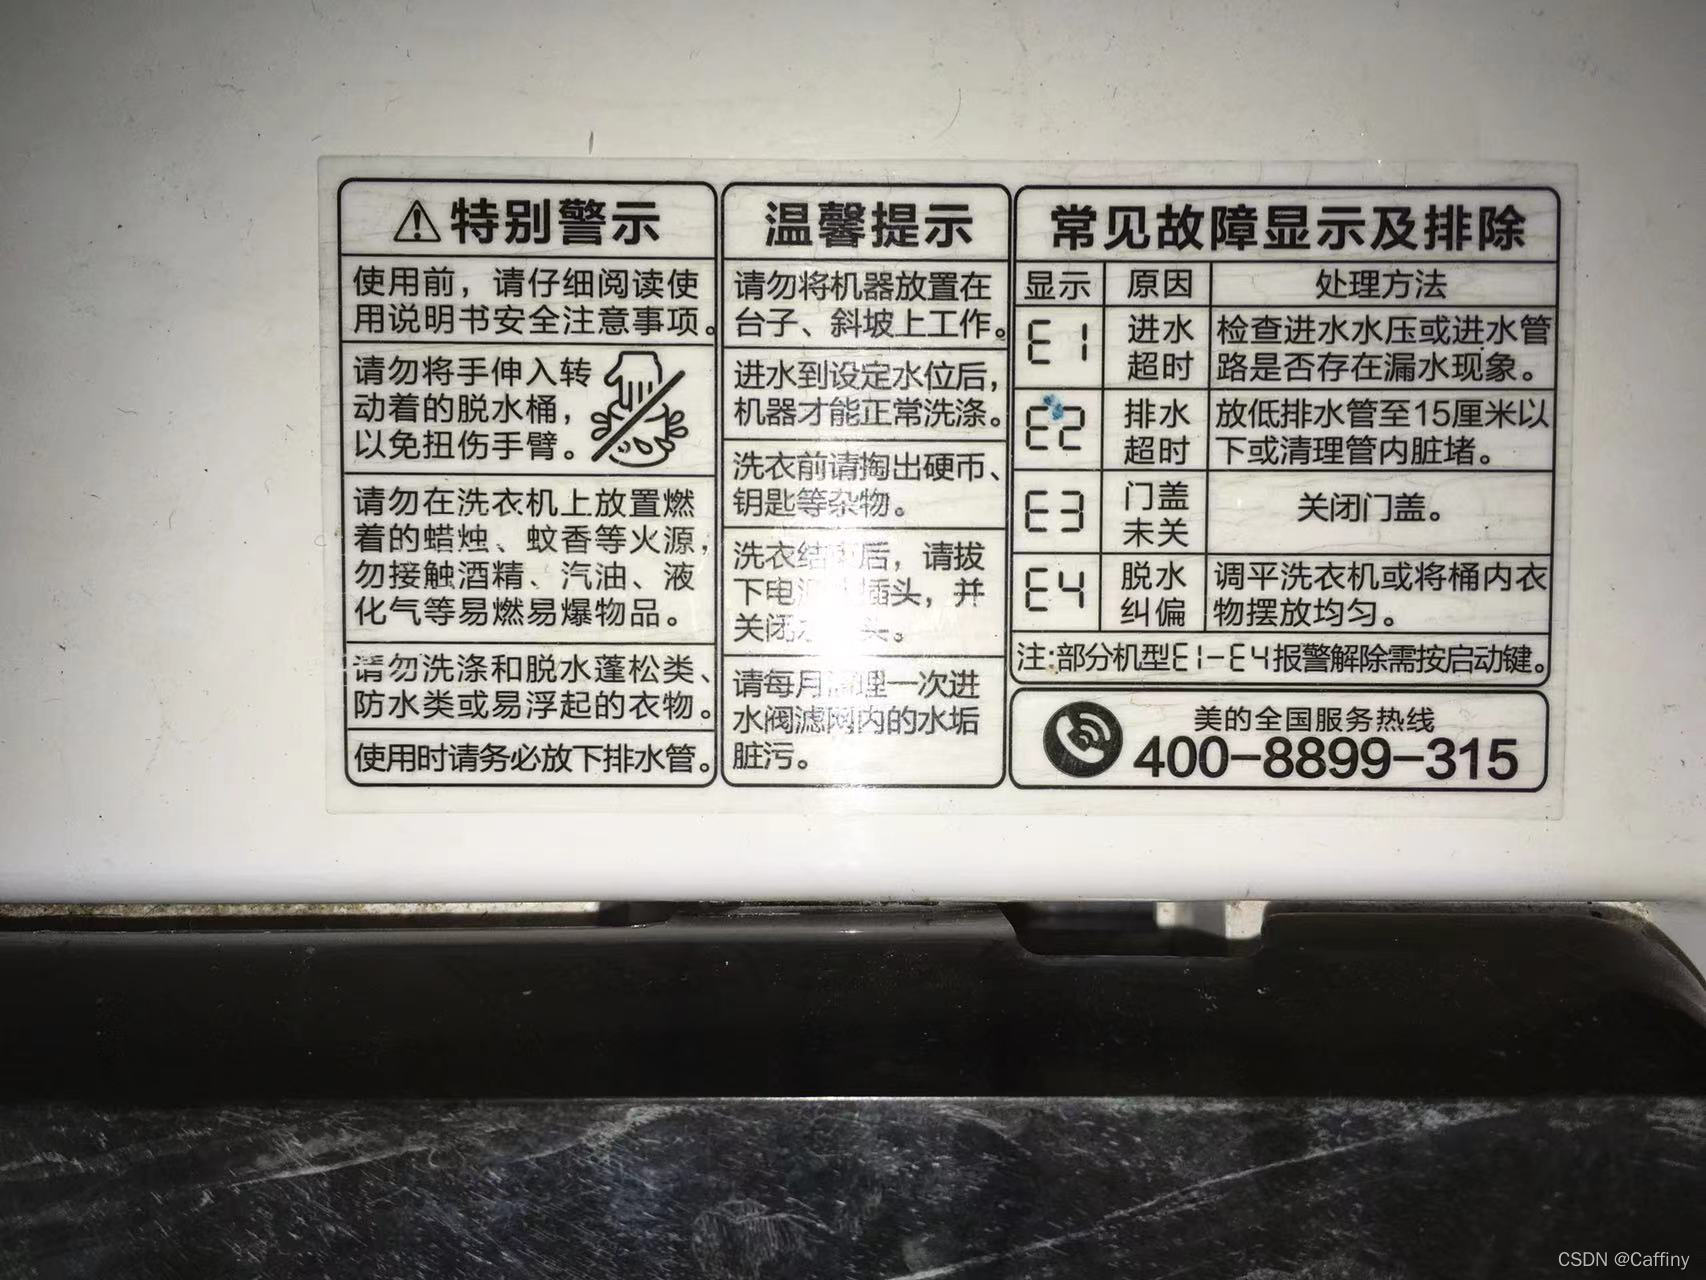 特别警示
使用前，请仔细阅读使
用说明书安全注意事项。
请勿将手伸入转
动着的脱水桶，
以免扭伤手臂。
请勿在洗衣机上放置燃
着的蜡烛、蚊香等火源，
勿接触酒精、汽油、液
化气等易燃易爆物品。
请勿洗涤和脱水蓬松类、
防水类或易浮起的衣物。
使用时请务必放下排水管。
温馨提示
请勿将机器放置在
台子、斜坡上工作。
进水到设定水位后，
机器才能正常洗涤。
洗衣前请掏出硬币、
钥匙等杂物。
洗衣结后，请拔
下电插头，并
关闭头。
请每月清理一次进
水阀滤网内的水垢
脏污。
常见故障显示及排除
显示 原因 处理方法
E1 进水超时 检查进水水压或进水管
路是否存在漏水现象。
E2 排水超时 放低排水管至15厘米以
下或清理管内脏堵。
E3 门盖未关 关闭门盖。
E4 脱水纠偏 调平洗衣机或将桶内衣
物摆放均匀。
注:部分机型E1-E4报警解除需按启动键。
美的全国服务热线
400-8899-315
CSDN @Caffiny